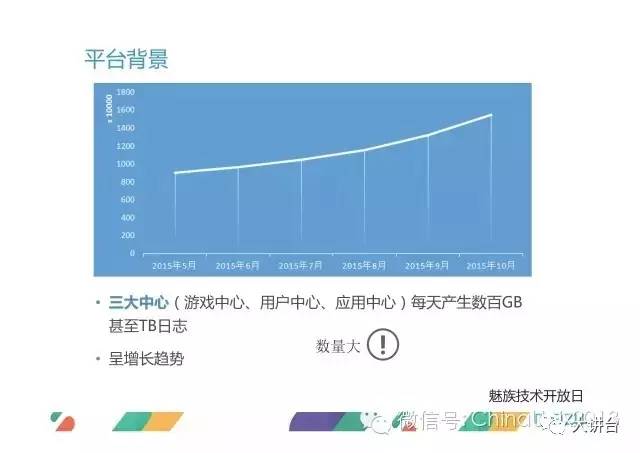 平台背景
x 10000
1800
1600
1400
1200
1000
800
600
400
200
0
2015年5月 2015年6月 2015年7月 2015年8月 2015年9月 2015年10月
• 三大中心（游戏中心、用户中心、应用中心）每天产生数百GB
甚至TB日志
• 呈增长趋势
数量大 !
魅族技术开放日
微信号:
大讲台